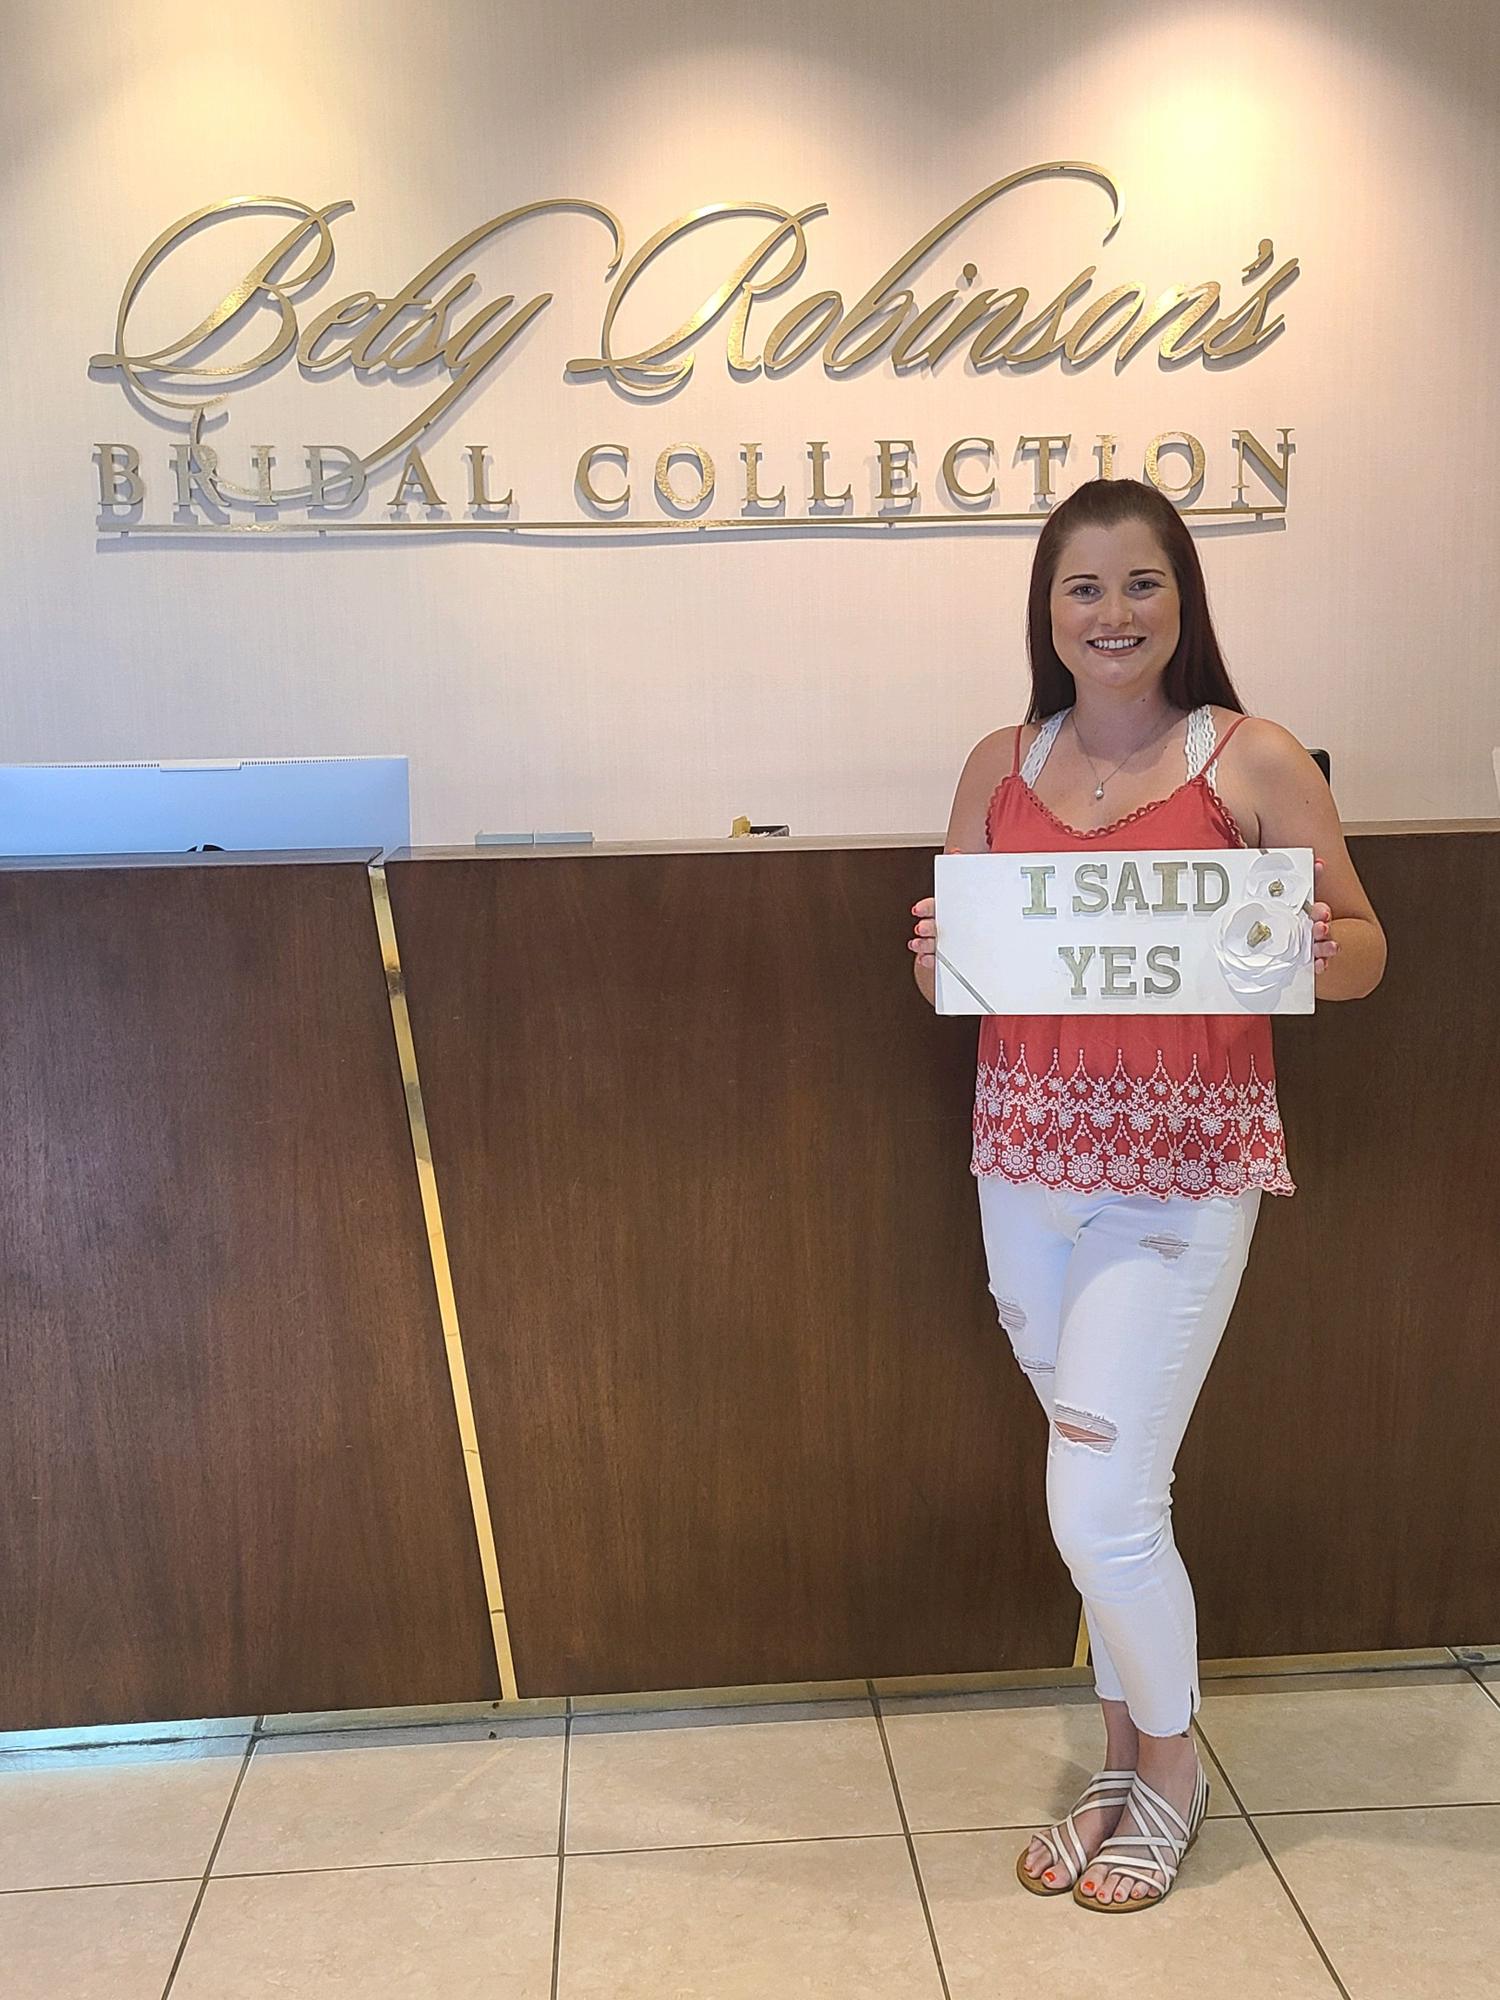 Betsy Robinson's
BRIDAL COLLECTION
I SAID
YES